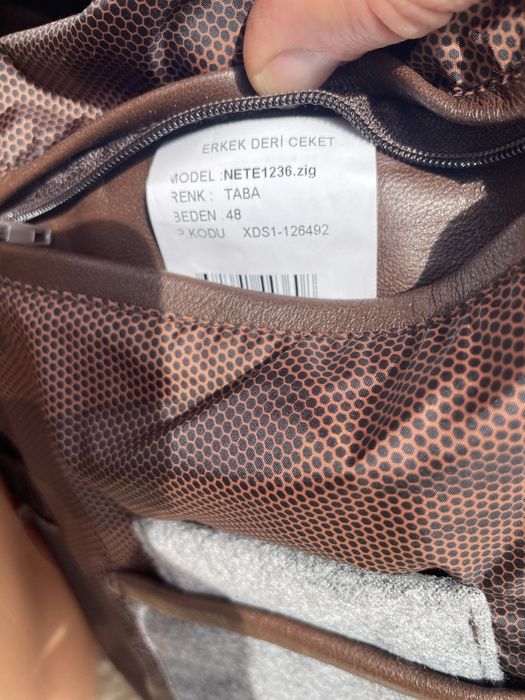 ERKEK DERİ CEKET
MODEL :NETE1236.zig
RENK : TABA
BEDEN : 48
P.KODU XDS1-126492